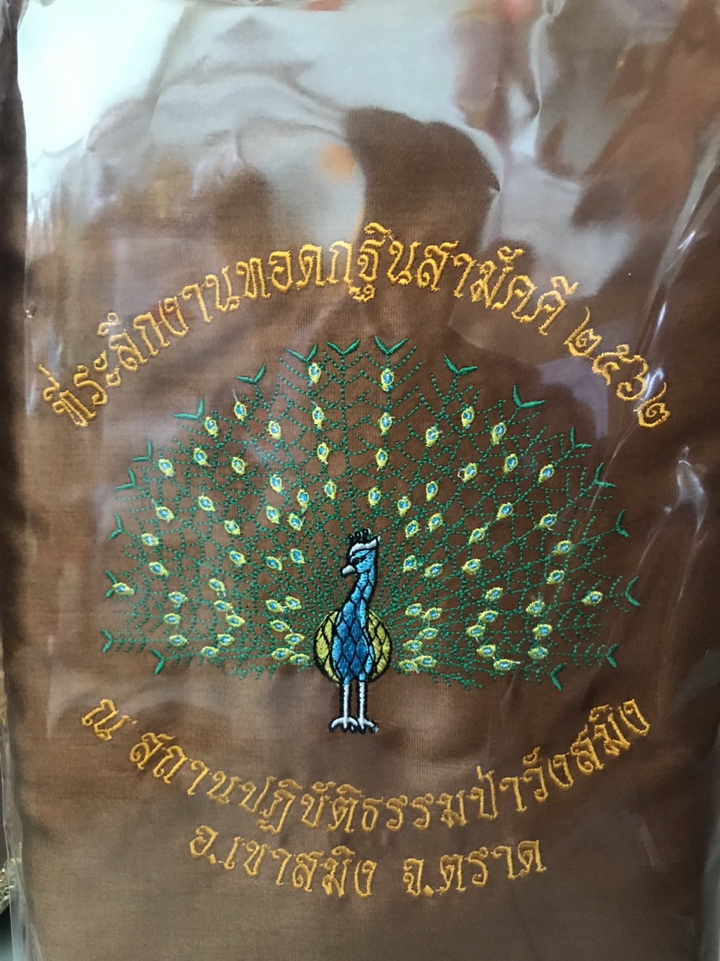 ที่ระลึกงานทอดกฐินสามัคคี ๒๕๖๒
ณ สถานปฏิบัติธรรมป่าวังสมิง
อ.เขาสมิง จ.ตราด